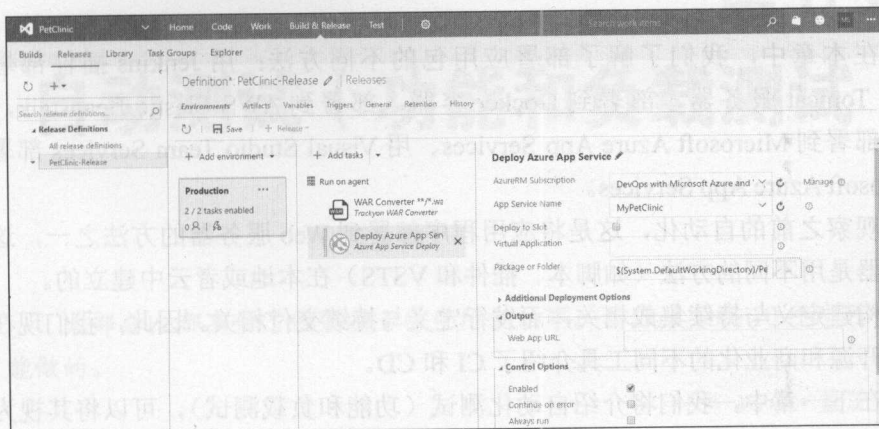 PetClinic
Home Code Work Build & Release Test
Search work items
Builds Releases Library Task Groups Explorer
Search release definitions...
Release Definitions
All release definitions
PetClinic-Release
Definition*: PetClinic-Release | Releases
Environments Artifacts Variables Triggers General Retention History
Save + Release
+ Add environment
Production ...
2 / 2 tasks enabled
0
+ Add tasks
Run on agent
WAR Converter **/*.wa
Trackyon WAR Converter
Deploy Azure App Ser
Azure App Service Deploy
Deploy Azure App Service
AzureRM Subscription DevOps with Microsoft Azure and ' Manage
App Service Name MyPetClinic
Deploy to Slot
Virtual Application
Package or Folder $(System.DefaultWorkingDirectory)/Pe
Additional Deployment Options
Output
Web App URL
Control Options
Enabled
Continue on error
Always run